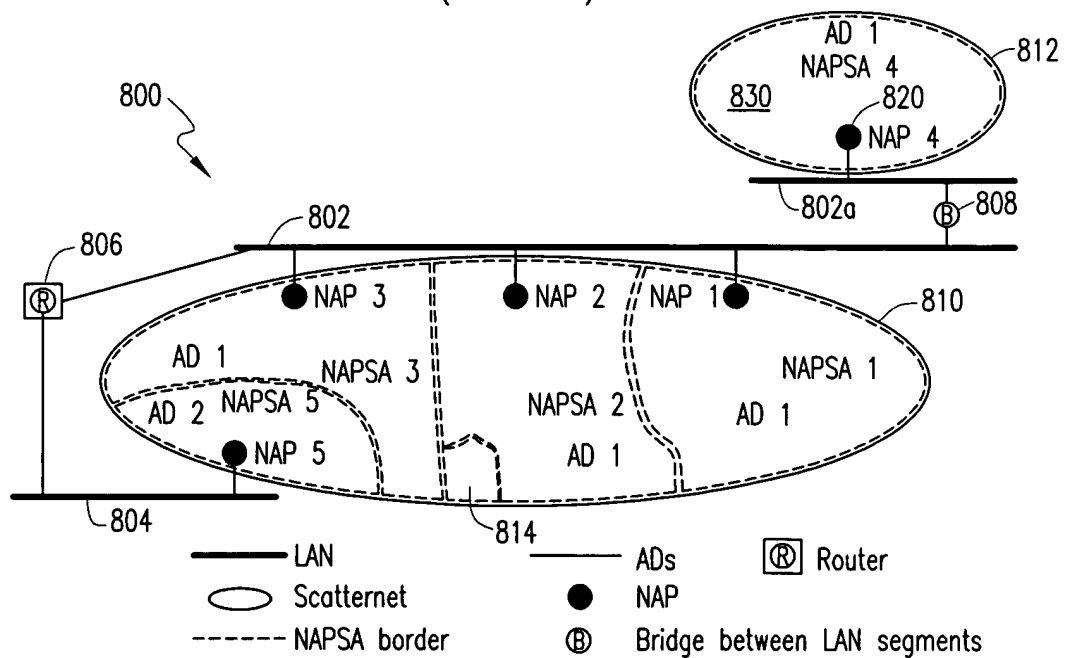 AD 1
NAPSA 4
830
820
NAP 4
812
800
802a
808
B
802
806
R
NAP 3
NAP 2
NAP 1
810
AD 1
NAPSA 3
NAPSA 1
AD 2
NAPSA 5
NAPSA 2
AD 1
NAP 5
AD 1
804
814
LAN
ADs
R Router
Scatternet
NAP
NAPSA border
B Bridge between LAN segments